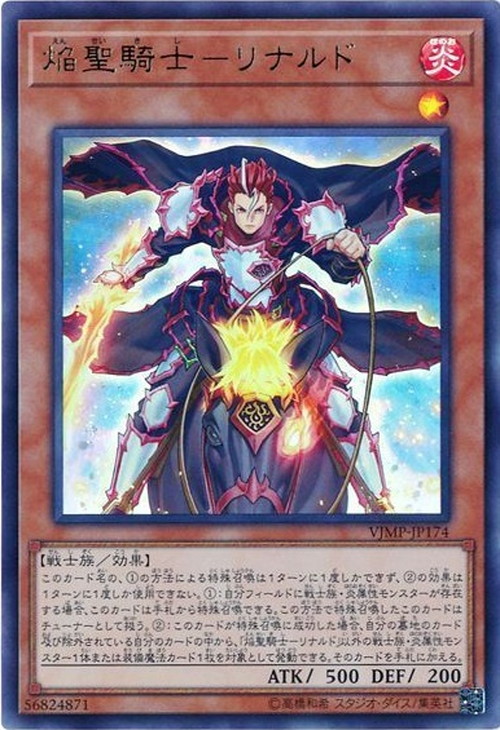 焔聖騎士－リナルド
炎
VJMP-JP174
【戦士族／効果】
このカード名の、①の方法による特殊召喚は1ターンに1度しかできず、②の効果は
1ターンに1度しか使用できない。①：自分フィールドに戦士族・炎属性モンスターが存在
する場合、このカードは手札から特殊召喚できる。この方法で特殊召喚したこのカードは
チューナーとして扱う。②：このカードが特殊召喚に成功した場合、自分の墓地のカード
及び除外されている自分のカードの中から、「焔聖騎士－リナルド」以外の戦士族・炎属性モン
スター1体または装備魔法カード1枚を対象として発動できる。そのカードを手札に加える。
ATK/ 500 DEF/ 200
56824871
©高橋和希 スタジオ・ダイス/集英社